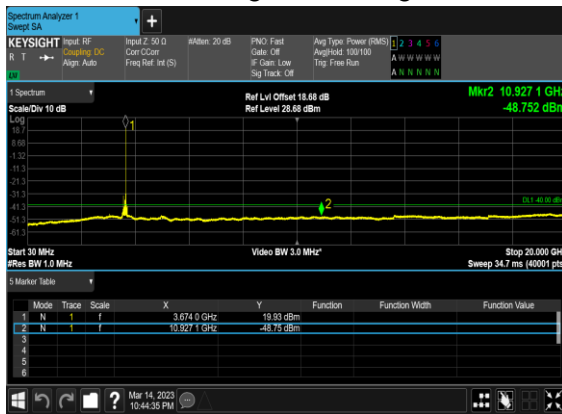 Spectrum Analyzer 1
Swept SA
+
KEYSIGHT Input: RF Input Z: 50 Ω #Atten: 20 dB PNO: Fast Avg Type: Power (RMS) 1 2 3 4 5 6
R T Coupling: DC Corr CCorr Gate: Off Avg|Hold: 100/100 A W W W W W
Align: Auto Freq Ref: Int (S) IF Gain: Low Trig: Free Run
Sig Track: Off A N N N N N
1 Spectrum Ref Lvl Offset 18.68 dB Mkr2 10.927 1 GHz
Scale/Div 10 dB Ref Level 28.68 dBm -48.752 dBm
Log 1
18.7
8.68
-1.32
-11.3
-21.3
-31.3
-41.3 2 DL1 -40.00 dBm
-51.3
-61.3
Start 30 MHz Video BW 3.0 MHz* Stop 20.000 GHz
#Res BW 1.0 MHz Sweep 34.7 ms (40001 pts)
5 Marker Table
Mode Trace Scale X Y Function Function Width Function Value
1 N 1 f 3.674 0 GHz 19.93 dBm
2 N 1 f 10.927 1 GHz -48.75 dBm
3
4
5
6
? Mar 14, 2023
10:44:35 PM